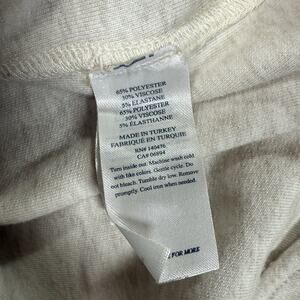 65% POLYESTER
30% VISCOSE
5% ELASTANE
65% POLYESTER
30% VISCOSE
5% ÉLASTHANNE
MADE IN TURKEY
FABRIQUÉ EN TURQUIE
RN# 140476
CA# 06894
Turn inside out. Machine wash cold
with like colors. Gentle cycle. Do
not bleach. Tumble dry low. Remove
promptly. Cool iron when needed.
FOR MORE